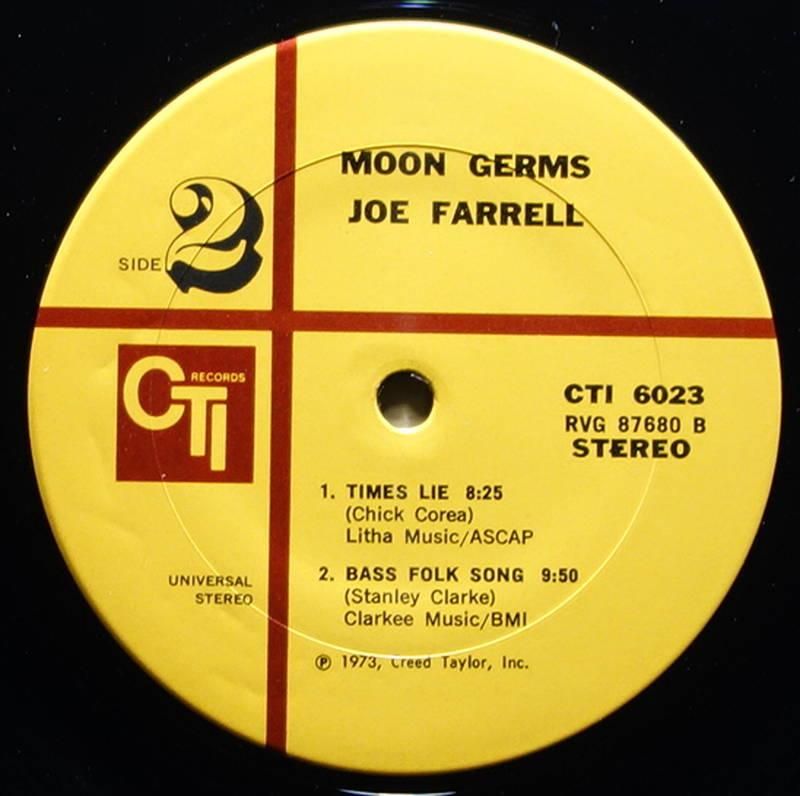 MOON GERMS
JOE FARRELL
SIDE 2
CTI RECORDS
CTI 6023
RVG 87680 B
STEREO
1. TIMES LIE 8:25
(Chick Corea)
Litha Music/ASCAP
2. BASS FOLK SONG 9:50
(Stanley Clarke)
Clarkee Music/BMI
UNIVERSAL
STEREO
℗ 1973, Creed Taylor, Inc.